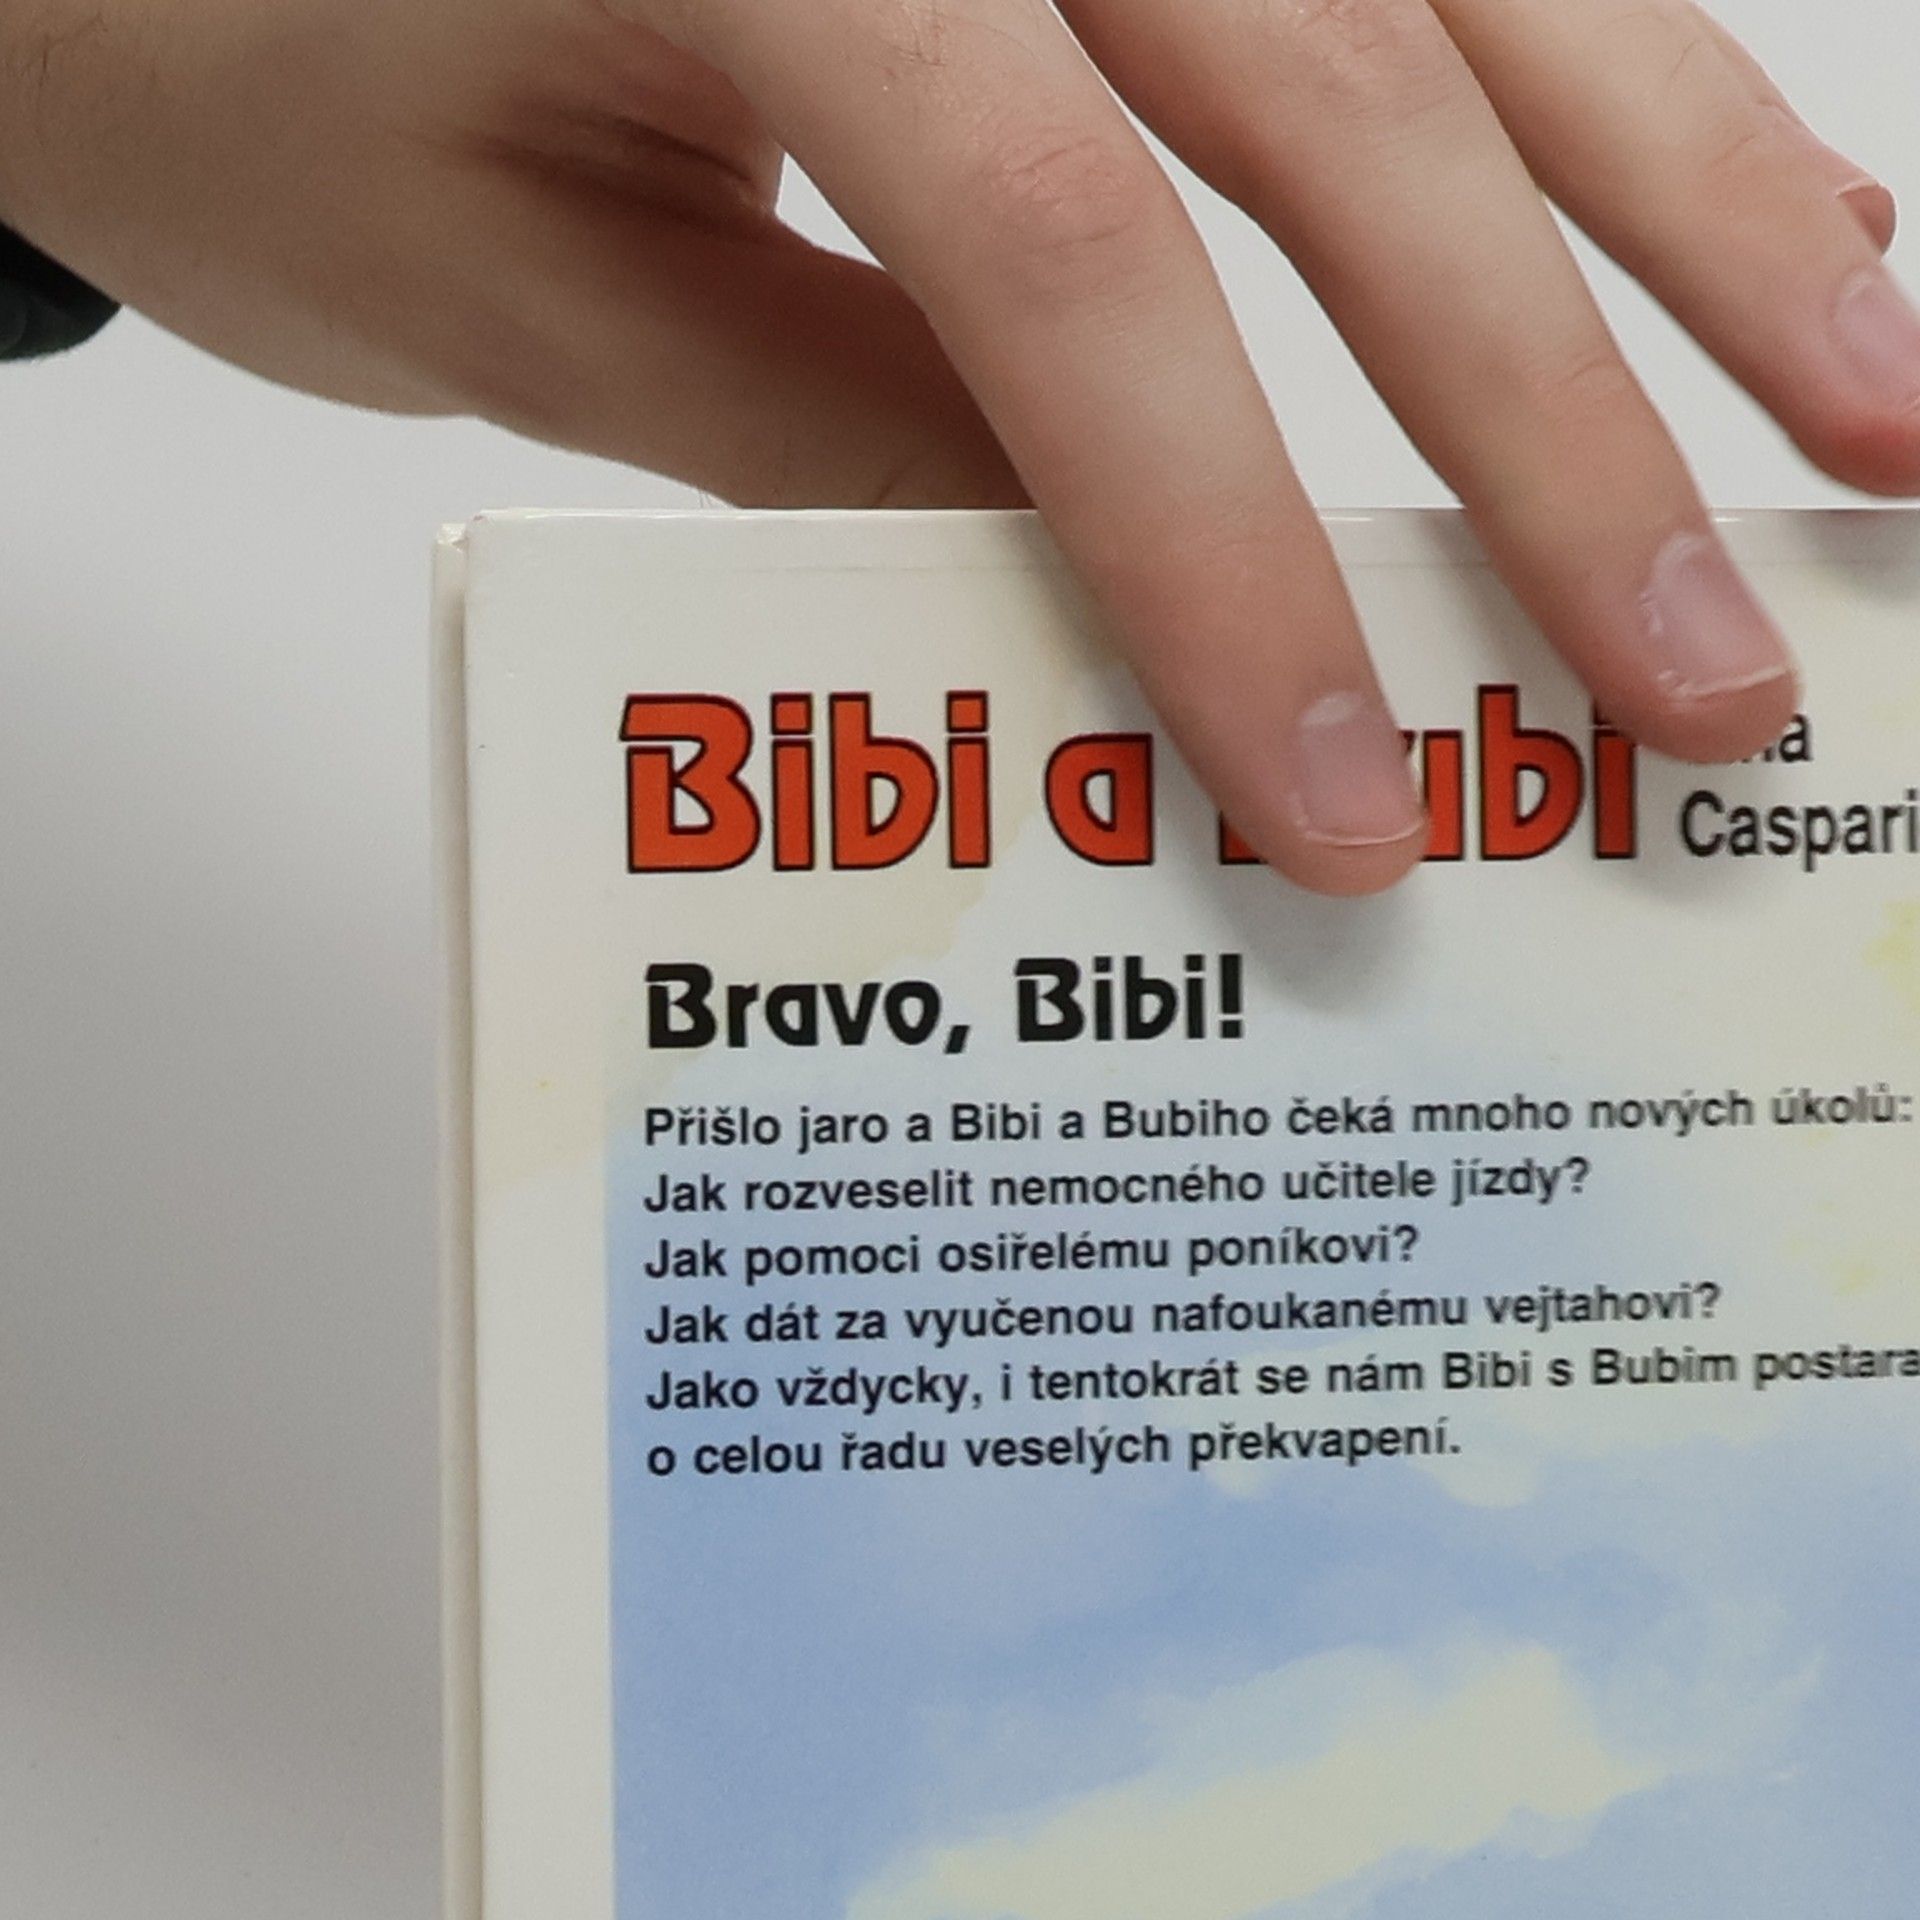 Bibi a
Caspari
Bravo, Bibi!
Přišlo jaro a Bibi a Bubiho čeká mnoho nových úkolů:
Jak rozveselit nemocného učitele jízdy?
Jak pomoci osiřelému poníkovi?
Jak dát za vyučenou nafoukanému vejtahovi?
Jako vždycky, i tentokrát se nám Bibi s Bubim postara
o celou řadu veselých překvapení.